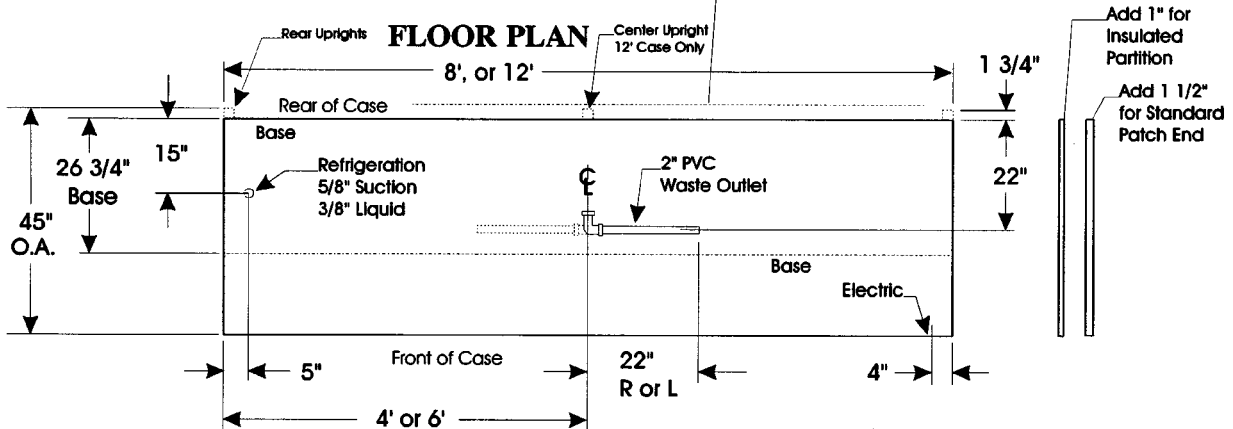 Rear Uprights
FLOOR PLAN
Center Upright
12' Case Only
Add 1" for
Insulated
Partition
8', or 12'
1 3/4"
Rear of Case
Add 1 1/2"
for Standard
Patch End
Base
15"
26 3/4"
Base
Refrigeration
5/8" Suction
3/8" Liquid
CL
2" PVC
Waste Outlet
22"
45"
O.A.
Base
Electric
Front of Case
5"
22"
R or L
4"
4' or 6'